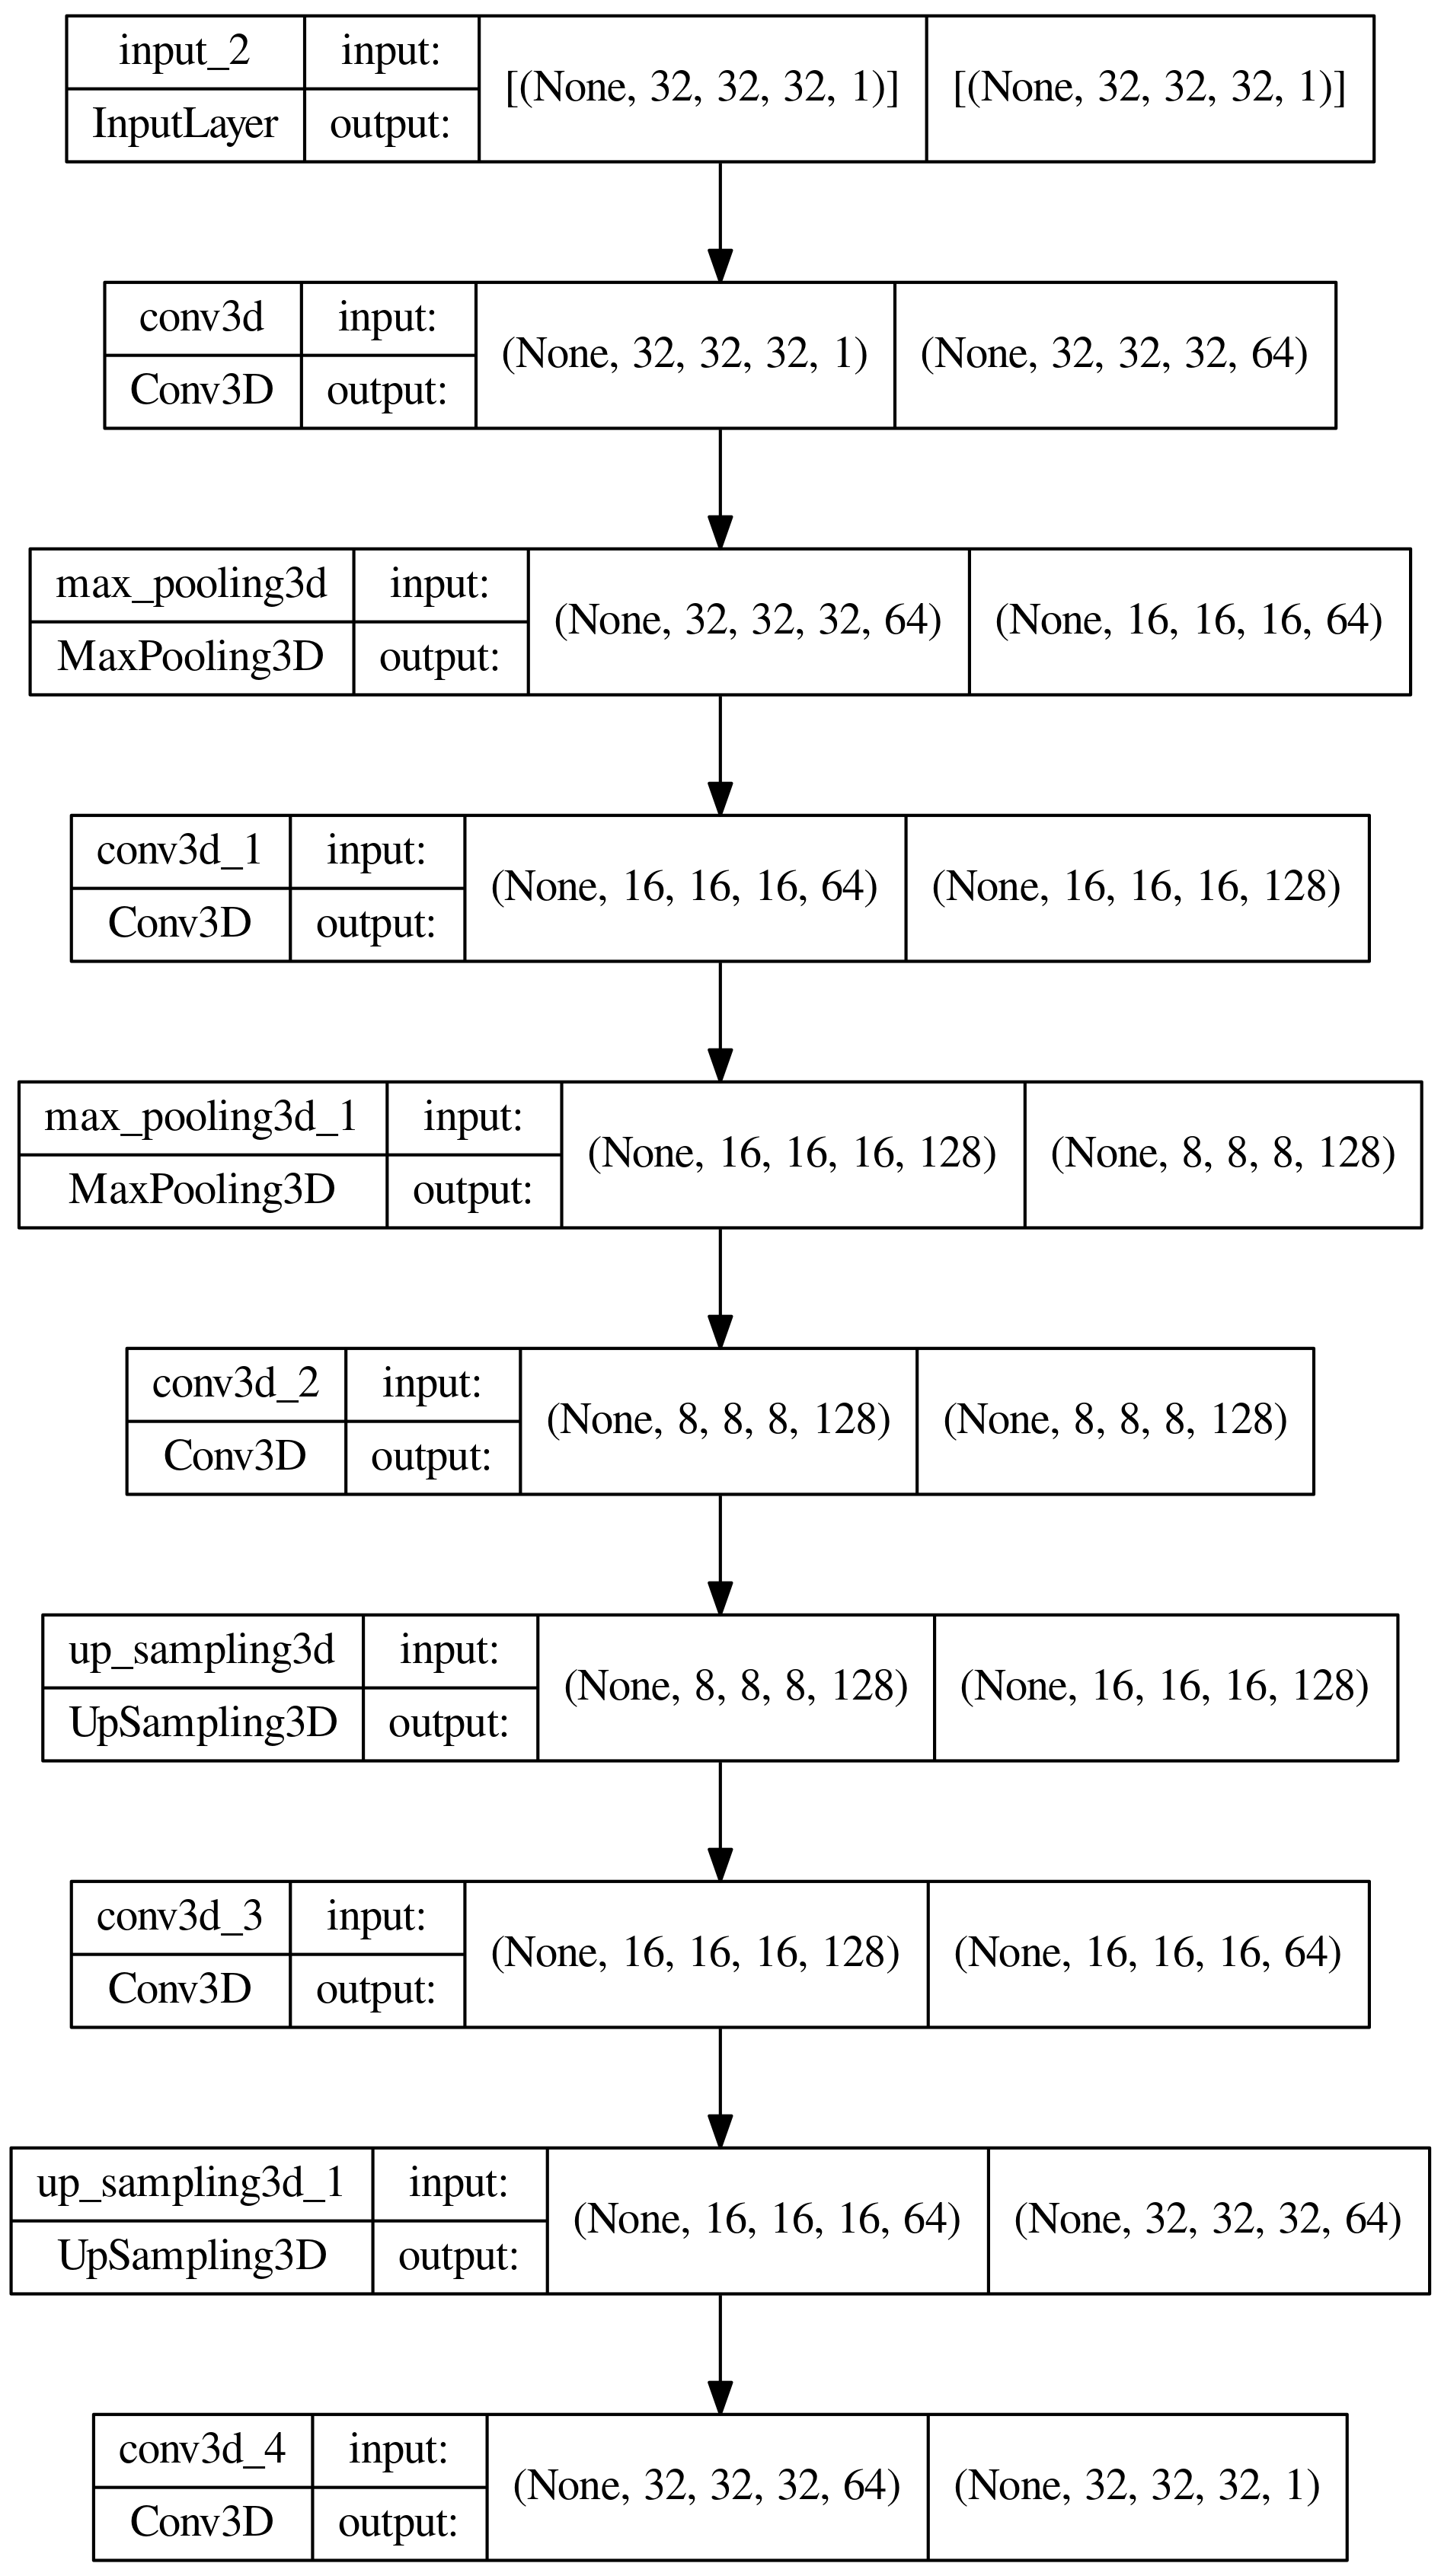 input_2 input: [(None, 32, 32, 32, 1)] [(None, 32, 32, 32, 1)]
InputLayer output:
conv3d input: (None, 32, 32, 32, 1) (None, 32, 32, 32, 64)
Conv3D output:
max_pooling3d input: (None, 32, 32, 32, 64) (None, 16, 16, 16, 64)
MaxPooling3D output:
conv3d_1 input: (None, 16, 16, 16, 64) (None, 16, 16, 16, 128)
Conv3D output:
max_pooling3d_1 input: (None, 16, 16, 16, 128) (None, 8, 8, 8, 128)
MaxPooling3D output:
conv3d_2 input: (None, 8, 8, 8, 128) (None, 8, 8, 8, 128)
Conv3D output:
up_sampling3d input: (None, 8, 8, 8, 128) (None, 16, 16, 16, 128)
UpSampling3D output:
conv3d_3 input: (None, 16, 16, 16, 128) (None, 16, 16, 16, 64)
Conv3D output:
up_sampling3d_1 input: (None, 16, 16, 16, 64) (None, 32, 32, 32, 64)
UpSampling3D output:
conv3d_4 input: (None, 32, 32, 32, 64) (None, 32, 32, 32, 1)
Conv3D output: